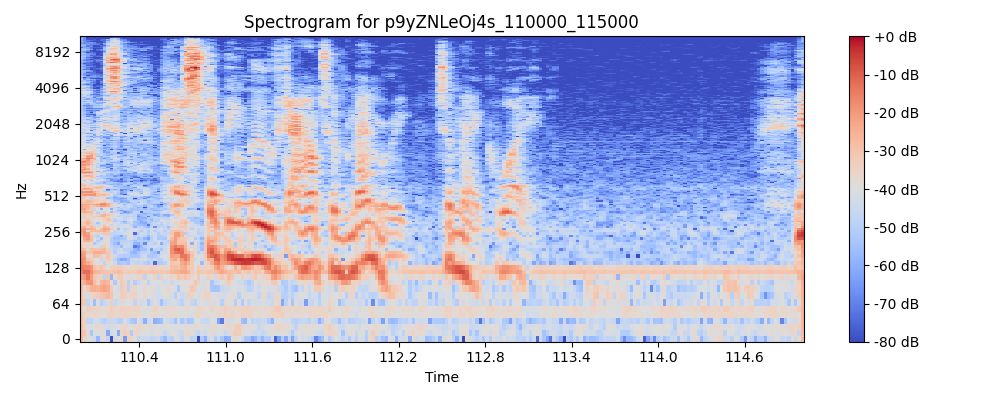 Spectrogram for p9yZNLeOj4s_110000_115000
8192
4096
2048
1024
512
256
128
64
0
Hz
110.4 111.0 111.6 112.2 112.8 113.4 114.0 114.6
Time
+0 dB
-10 dB
-20 dB
-30 dB
-40 dB
-50 dB
-60 dB
-70 dB
-80 dB